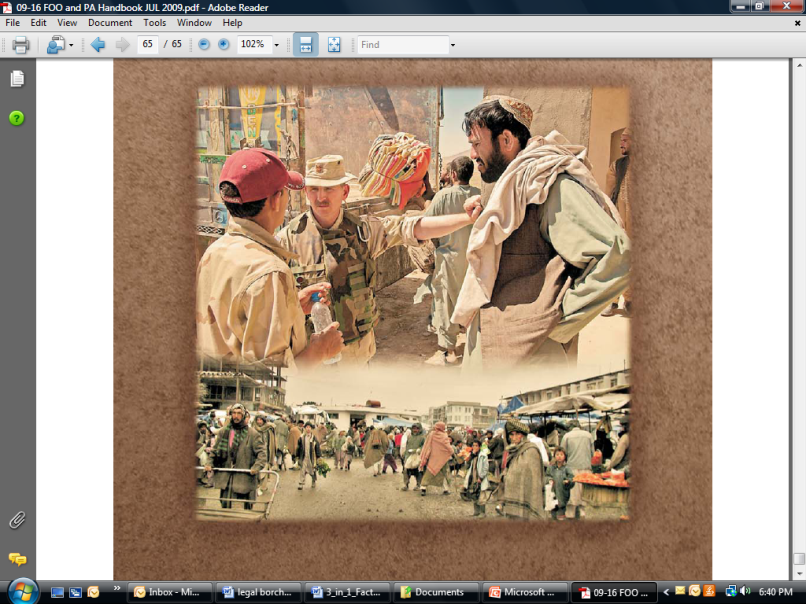 09-16 FOO and PA Handbook JUL 2009.pdf - Adobe Reader
File Edit View Document Tools Window Help
65 / 65 102% Find
Inbox - Mi... legal borch... 3_in_1_Fact... Documents Microsoft ... 09-16 FOO ... 6:40 PM